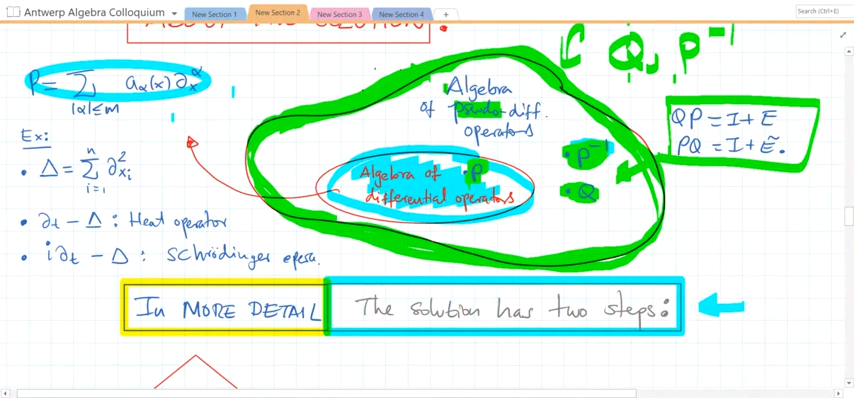 Antwerp Algebra Colloquium
New Section 1
New Section 2
New Section 3
New Section 4
+
Search (Ctrl+E)
Q, P⁻¹
P = ∑ aα(x) ∂ₓ^α
|α|≤m
Ex:
• Δ = ∑ᵢ₌₁ⁿ ∂²ₓᵢ
• ∂t - Δ : Heat operator
• i∂t - Δ : Schrödinger opera.
Algebra
of pseudo-diff.
operators
• P⁻¹
• Q
Algebra of • P
differential operators
QP = I + E
PQ = I + Ẽ.
In MORE DETAIL
The solution has two steps: